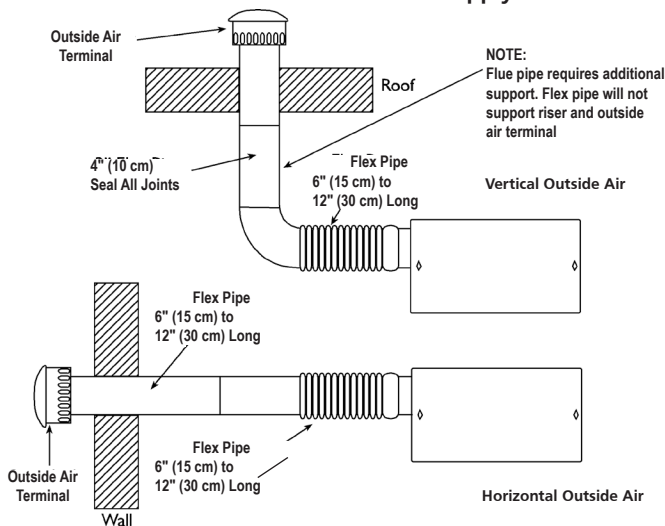 pply
Outside Air
Terminal
NOTE:
Flue pipe requires additional
support. Flex pipe will not
support riser and outside
air terminal
Roof
4" (10 cm)
Seal All Joints
Flex Pipe
6" (15 cm) to
12" (30 cm) Long
Vertical Outside Air
Flex Pipe
6" (15 cm) to
12" (30 cm) Long
Flex Pipe
6" (15 cm) to
12" (30 cm) Long
Outside Air
Terminal
Horizontal Outside Air
Wall